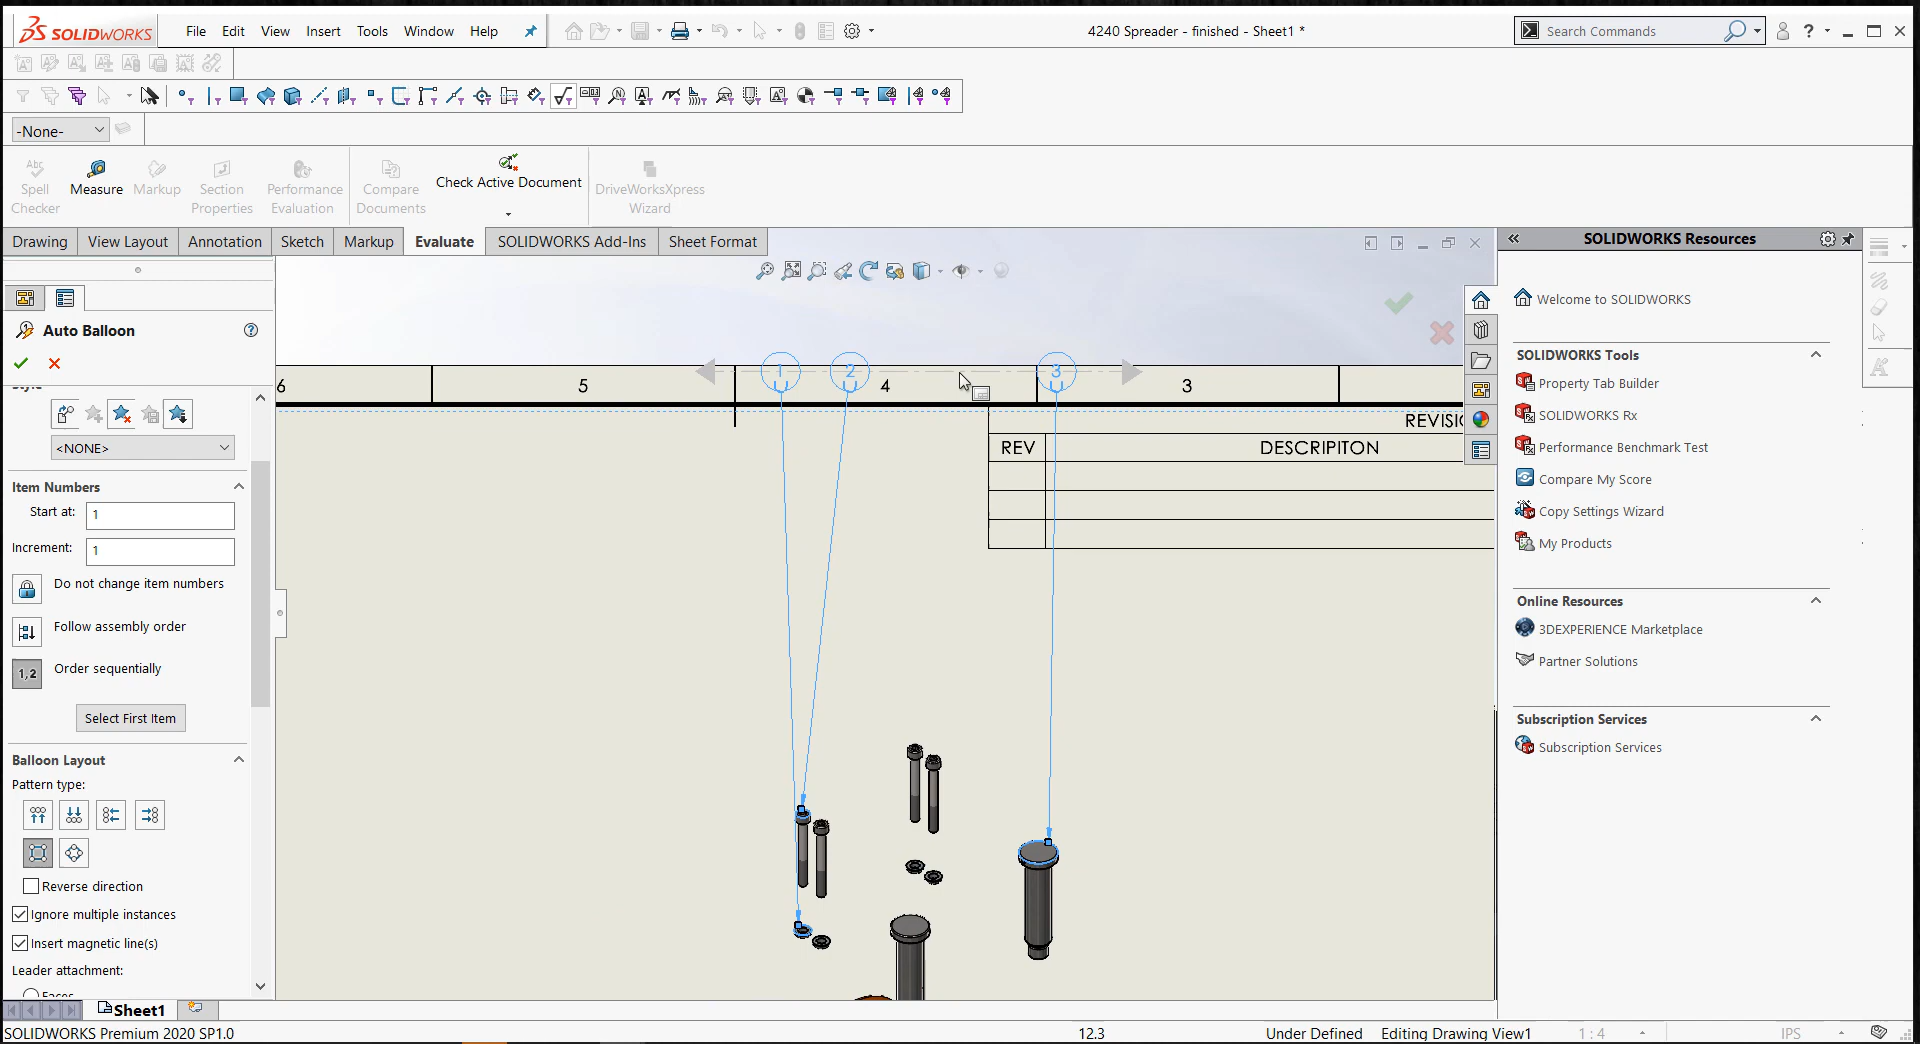 SOLIDWORKS
File Edit View Insert Tools Window Help
4240 Spreader - finished - Sheet1 *
Search Commands
-None-
Spell Checker
Measure
Markup
Section Properties
Performance Evaluation
Compare Documents
Check Active Document
DriveWorksXpress Wizard
Drawing View Layout Annotation Sketch Markup Evaluate SOLIDWORKS Add-Ins Sheet Format
Auto Balloon
Style
<NONE>
Item Numbers
Start at: 1
Increment: 1
Do not change item numbers
Follow assembly order
1,2 Order sequentially
Select First Item
Balloon Layout
Pattern type:
Reverse direction
Ignore multiple instances
Insert magnetic line(s)
Leader attachment:
Faces
6 5 4 3
1 2 3
REV
DESCRIPITON
SOLIDWORKS Resources
Welcome to SOLIDWORKS
SOLIDWORKS Tools
Property Tab Builder
SOLIDWORKS Rx
Performance Benchmark Test
Compare My Score
Copy Settings Wizard
My Products
Online Resources
3DEXPERIENCE Marketplace
Partner Solutions
Subscription Services
Subscription Services
Sheet1
SOLIDWORKS Premium 2020 SP1.0
12.3
Under Defined
Editing Drawing View1
1 : 4
IPS